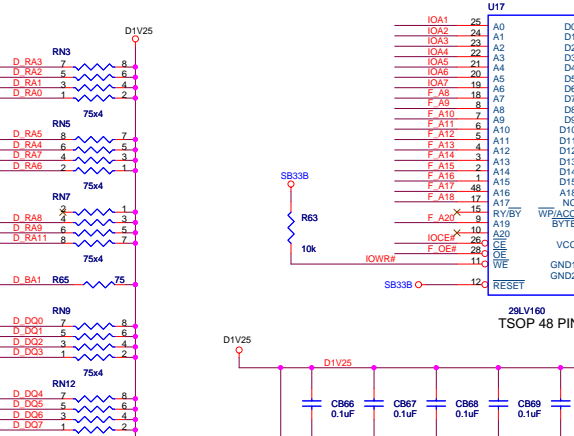 D1V25
RN3
D_RA3 7 8
D_RA2 5 6
D_RA1 3 4
D_RA0 1 2
75x4
RN5
D_RA5 8 7
D_RA4 6 5
D_RA7 4 3
D_RA6 2 1
75x4
RN7
2 1
D_RA8 4 3
D_RA9 6 5
D_RA11 8 7
75x4
D_BA1 R65 75
RN9
D_DQ0 7 8
D_DQ1 5 6
D_DQ2 3 4
D_DQ3 1 2
75x4
RN12
D_DQ4 7 8
D_DQ5 5 6
D_DQ6 3 4
D_DQ7 1 2
U17
IOA1 25 A0
IOA2 24 A1
IOA3 23 A2
IOA4 22 A3
IOA5 21 A4
IOA6 20 A5
IOA7 19 A6
F_A8 18 A7
F_A9 8 A8
F_A10 7 A9
F_A11 6 A10
F_A12 5 A11
F_A13 4 A12
F_A14 3 A13
F_A15 2 A14
F_A16 1 A15
F_A17 48 A16
F_A18 17 A17
15 RY/BY WP/ACC
F_A20 9 A19 BYTE
10 A20
IOCE# 26 CE VCC
F_OE# 28 OE
IOWR# 11 WE GND1
GND2
SB33B 12 RESET
SB33B
R63
10k
29LV160
TSOP 48 PIN
D1V25
D1V25
CB66
0.1uF
CB67
0.1uF
CB68
0.1uF
CB69
0.1uF